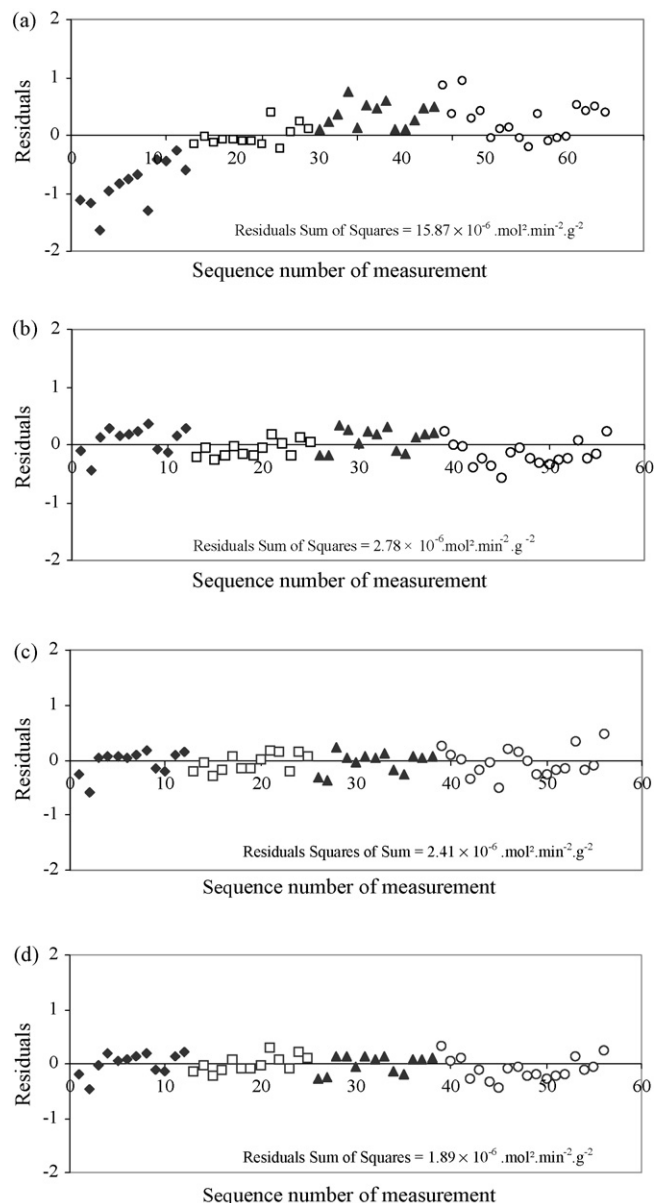 (a)
2
1
0
-1
-2
Residuals
0 10 20 30 40 50 60
Residuals Sum of Squares = 15.87 × 10⁻⁶ .mol².min⁻².g⁻²
Sequence number of measurement
(b)
2
1
0
-1
-2
Residuals
0 10 20 30 40 50 60
Residuals Sum of Squares = 2.78 × 10⁻⁶.mol².min⁻².g⁻²
Sequence number of measurement
(c)
2
1
0
-1
-2
Residuals
0 10 20 30 40 50 60
Residuals Squares of Sum = 2.41 × 10⁻⁶ .mol².min⁻².g⁻²
Sequence number of measurement
(d)
2
1
0
-1
-2
Residuals
0 10 20 30 40 50 60
Residuals Sum of Squares = 1.89 × 10⁻⁶ .mol².min⁻².g⁻²
Sequence number of measurement